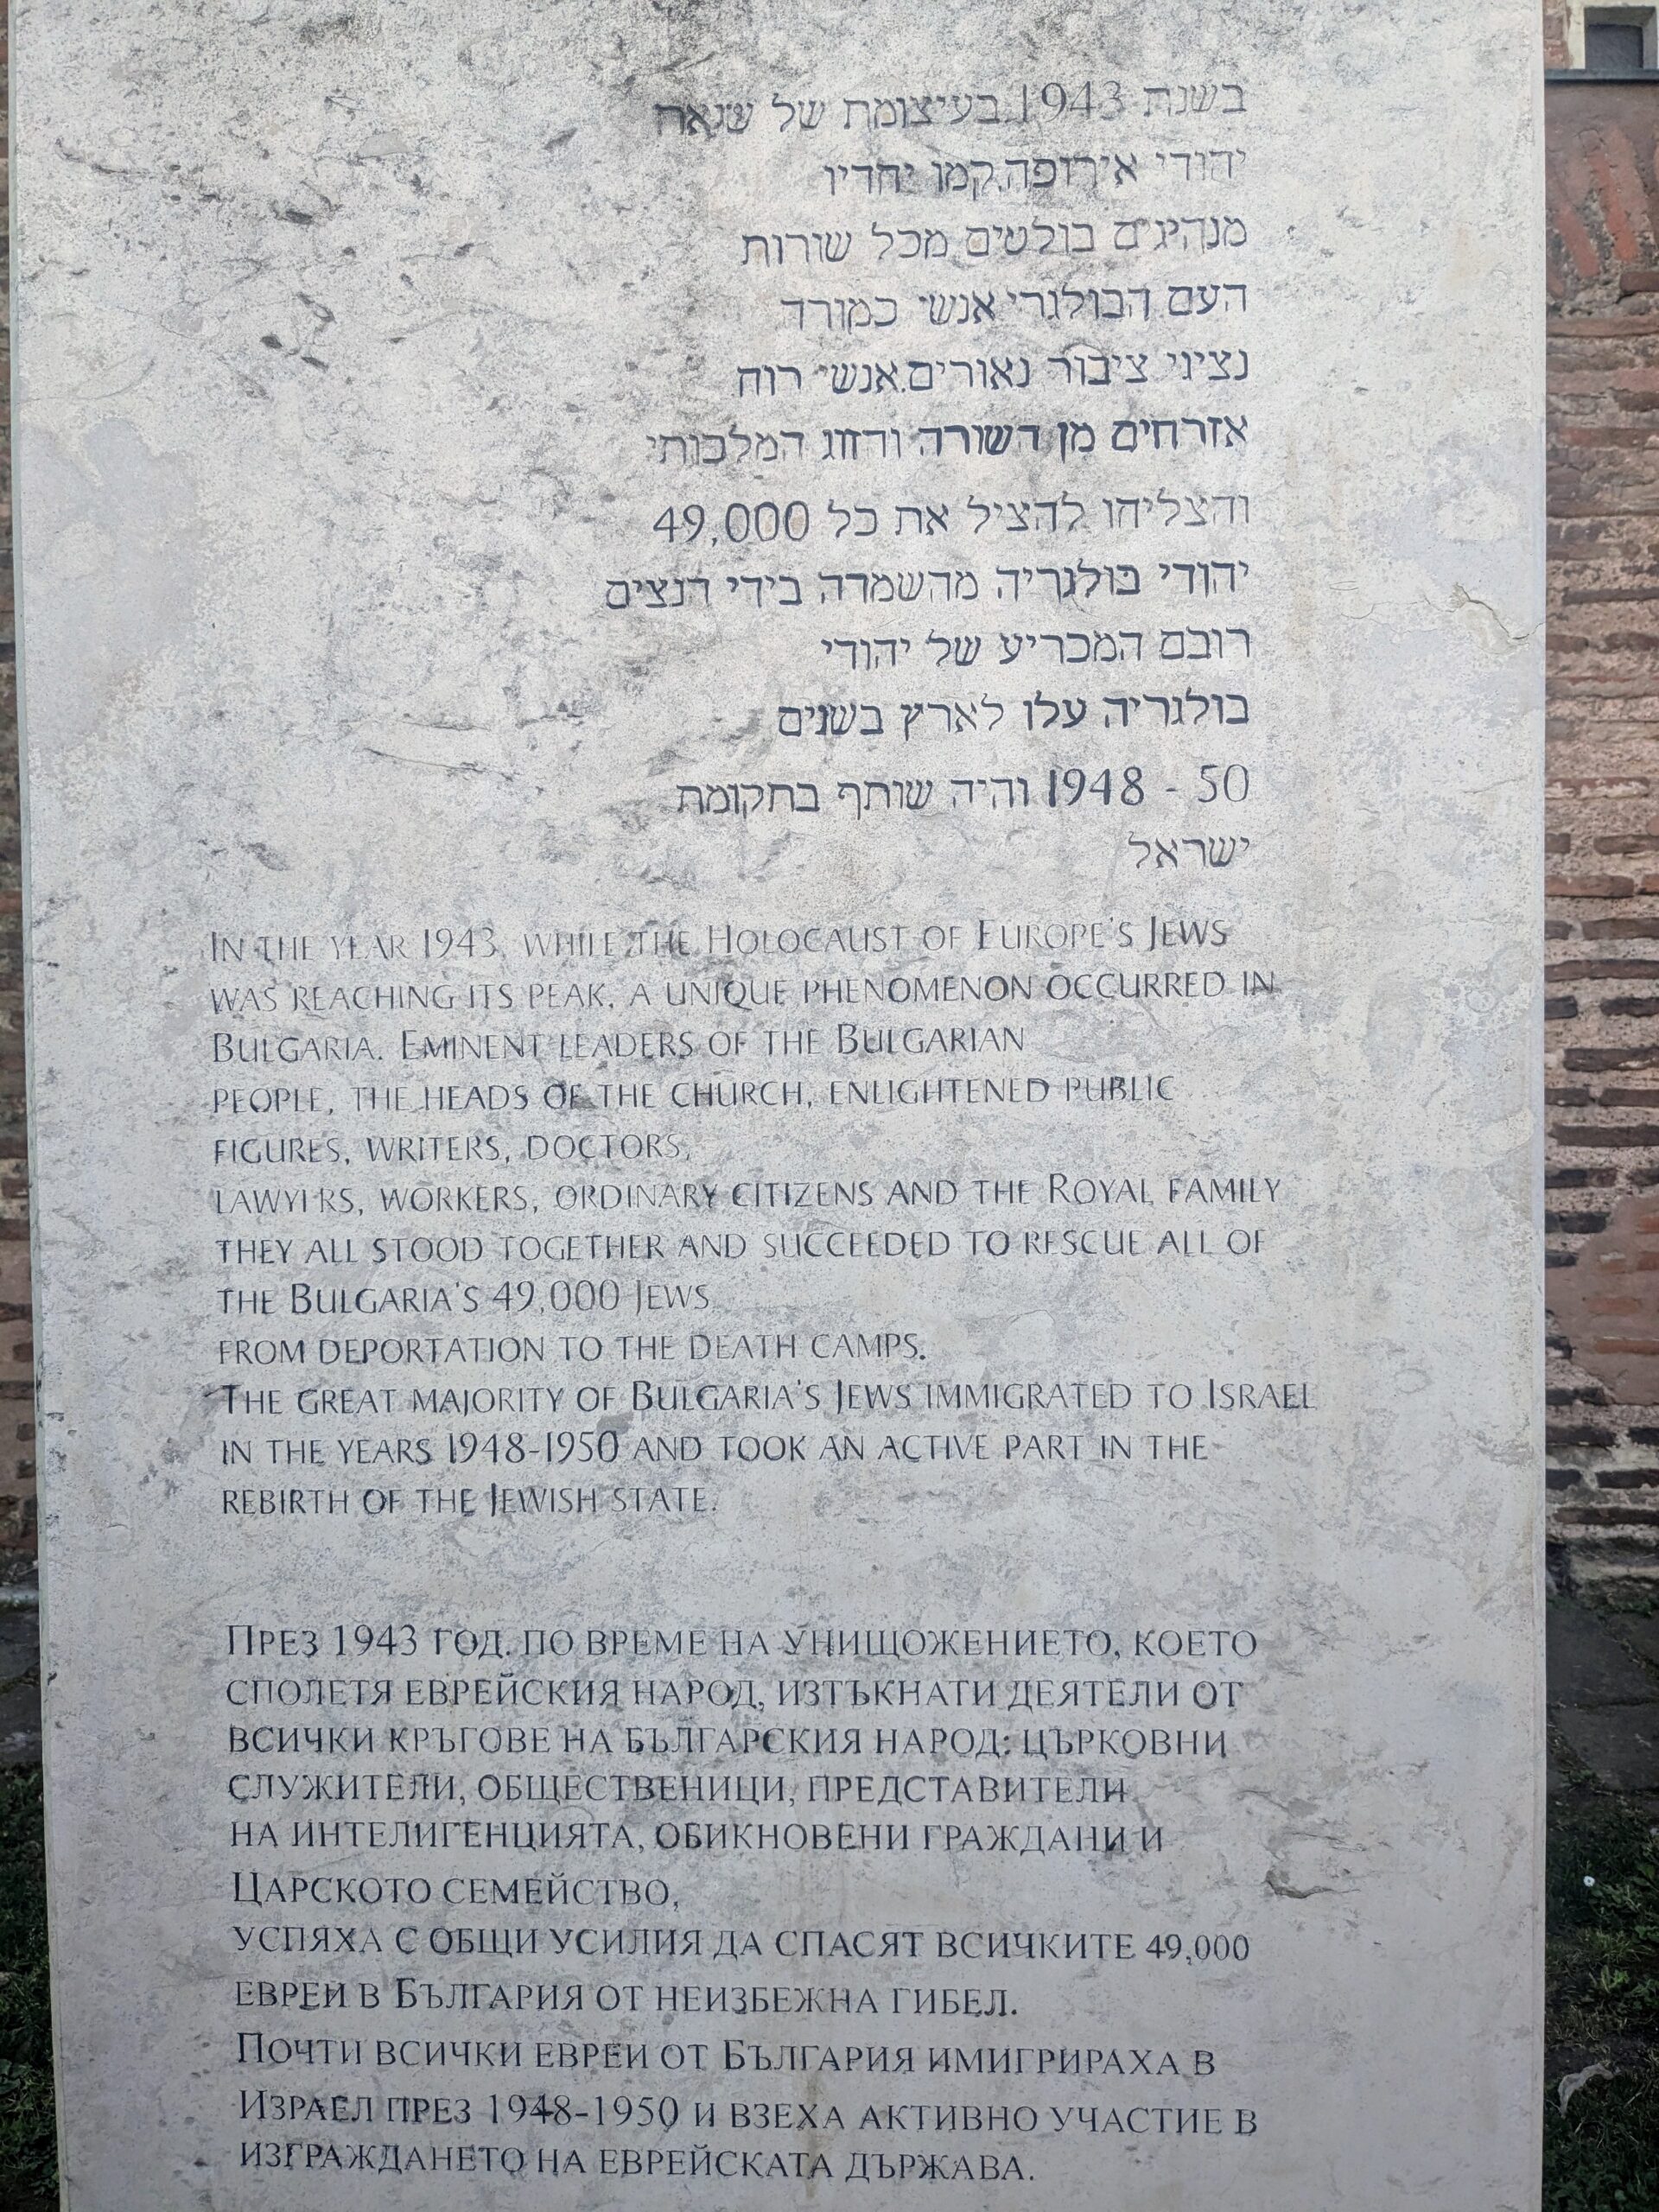 בשנת 1943 בעיצומת של
יהודי אירופה.קמו יחדיו
מנהיגים בולטים מכל שורות
העם הבולגרי אנשי כמורה
נציגי ציבור נאורים.אנשי רוח
אזרחים מן השורה והזוג המלכותי
והצליחו להציל את כל 49,000
יהודי בולגריה מהשמדה בידי הנצים
רובם המכריע של יהודי
בולגריה עלו לארץ בשנים
50 - 1948 והיה שותף בתקומת
ישראל
In the year 1943, while the Holocaust of Europe's Jews
was reaching its peak, a unique phenomenon occurred in
Bulgaria. Eminent leaders of the Bulgarian
people, the heads of the church, enlightened public
figures, writers, doctors,
lawyers, workers, ordinary citizens and the Royal family
they all stood together and succeeded to rescue all of
the Bulgaria's 49,000 Jews
from deportation to the death camps.
The great majority of Bulgaria's Jews immigrated to Israel
in the years 1948-1950 and took an active part in the
rebirth of the Jewish state.
През 1943 год. по време на унищожението, което
сполетя еврейския народ, изтъкнати деятели от
всички кръгове на българския народ: църковни
служители, общественици, представители
на интелигенцията, обикновени граждани и
Царското семейство,
успяха с общи усилия да спасят всичките 49,000
евреи в България от неизбежна гибел.
Почти всички евреи от България имигрираха в
Израел през 1948-1950 и взеха активно участие в
изграждането на еврейската държава.